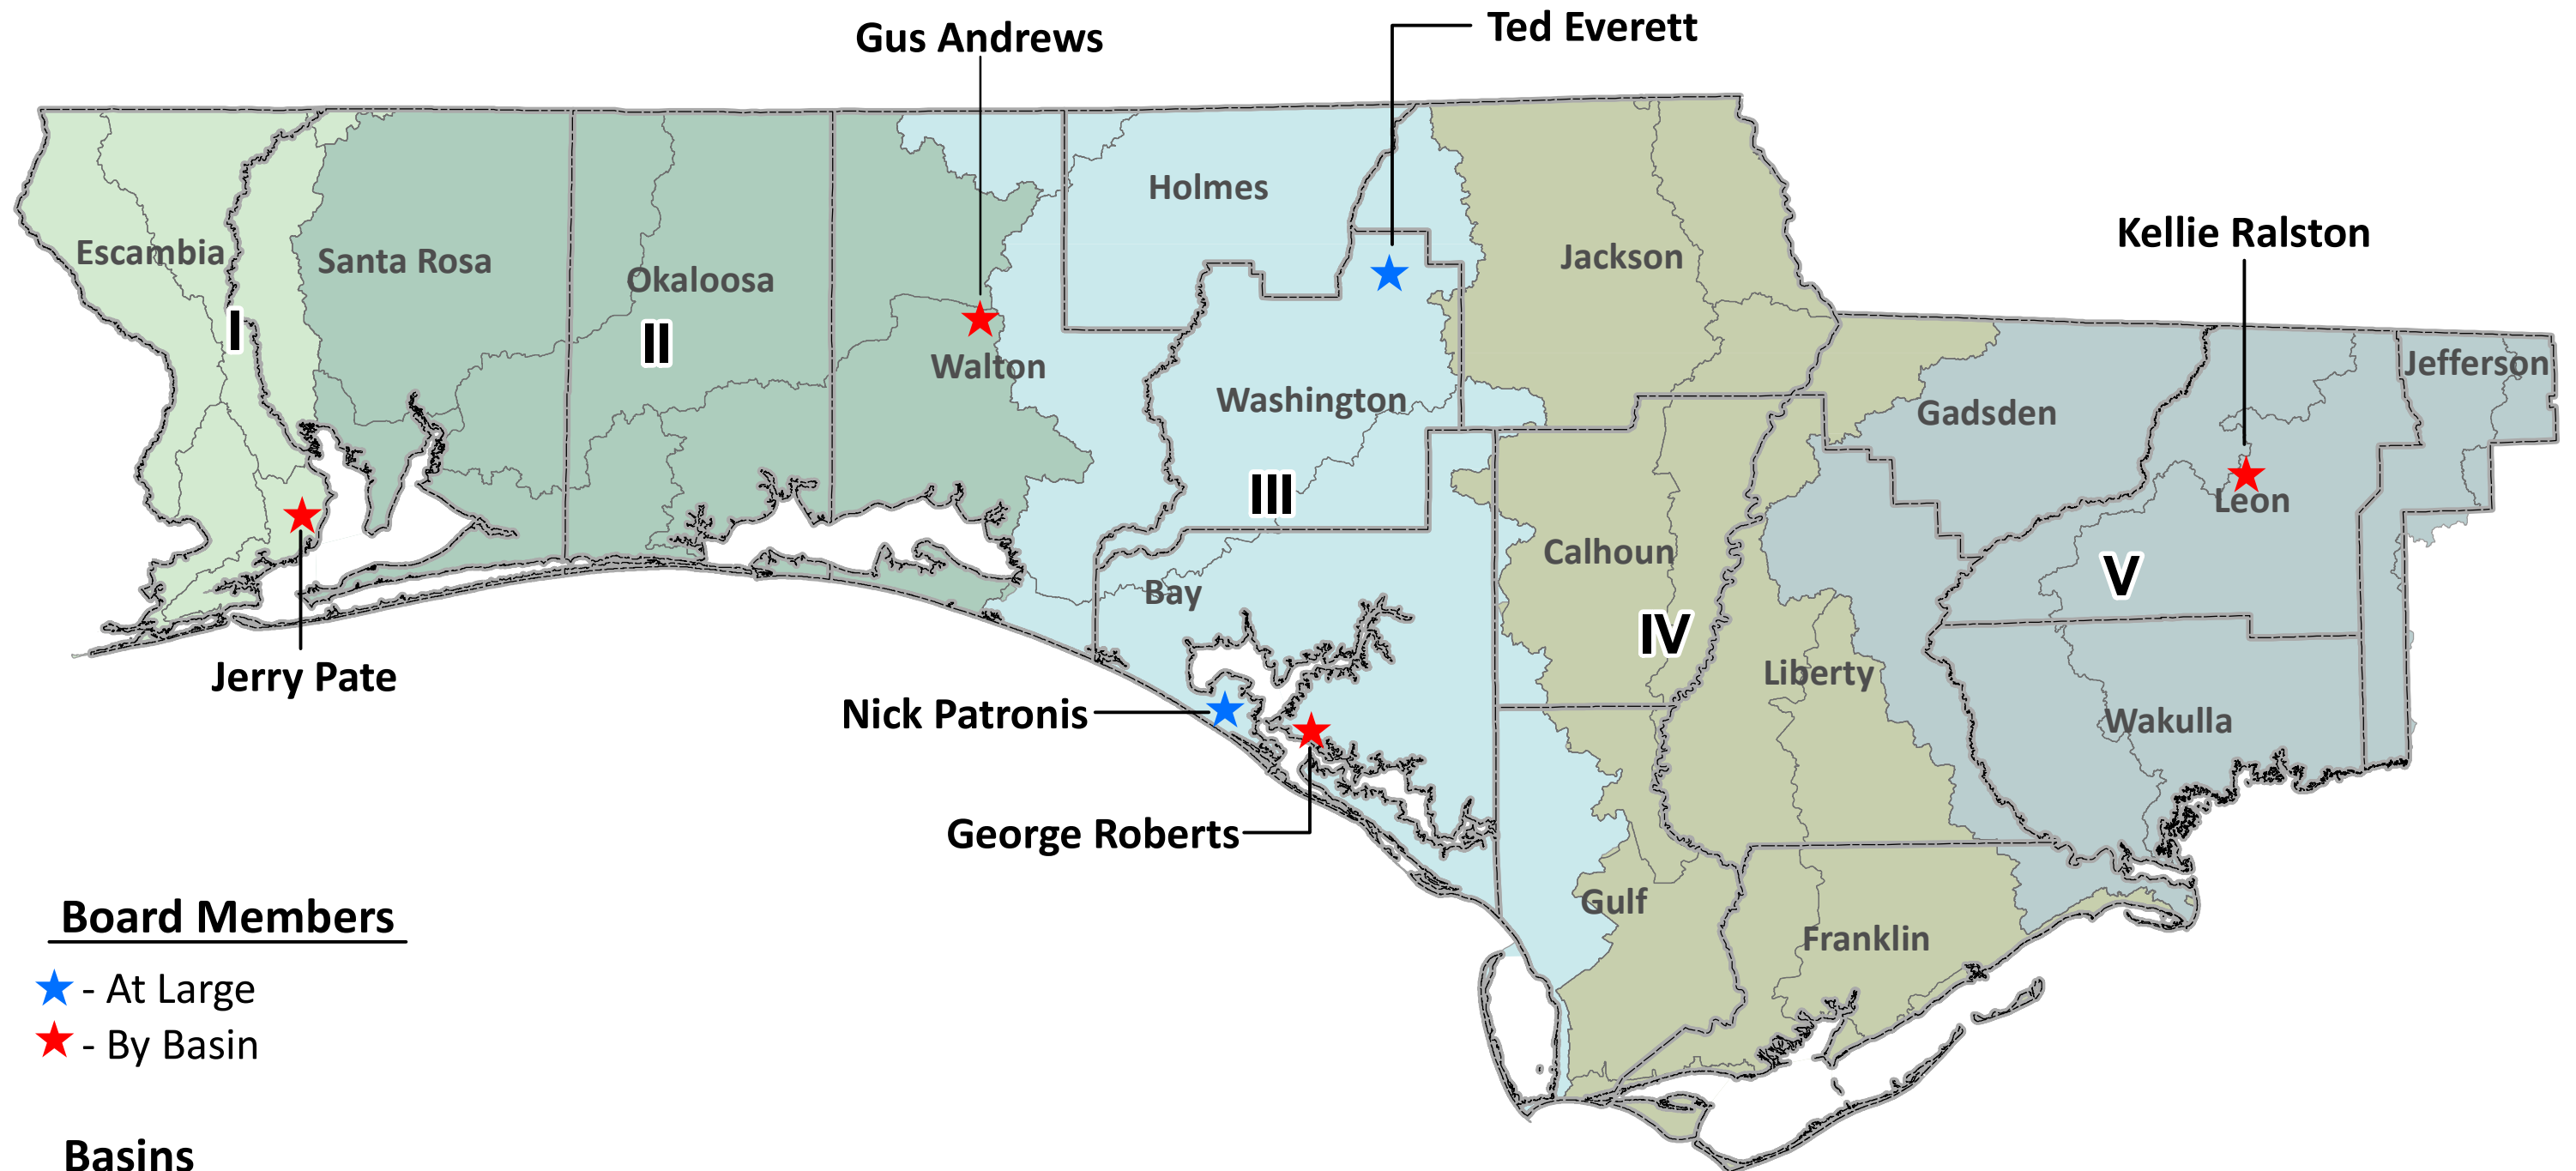 Gus Andrews
Ted Everett
Holmes
Kellie Ralston
Escambia
Santa Rosa
Okaloosa
Jackson
I
II
Walton
Jefferson
Washington
Gadsden
III
Leon
Calhoun
V
Bay
IV
Jerry Pate
Liberty
Nick Patronis
Wakulla
George Roberts
Gulf
Franklin
Board Members
- At Large
- By Basin
Basins